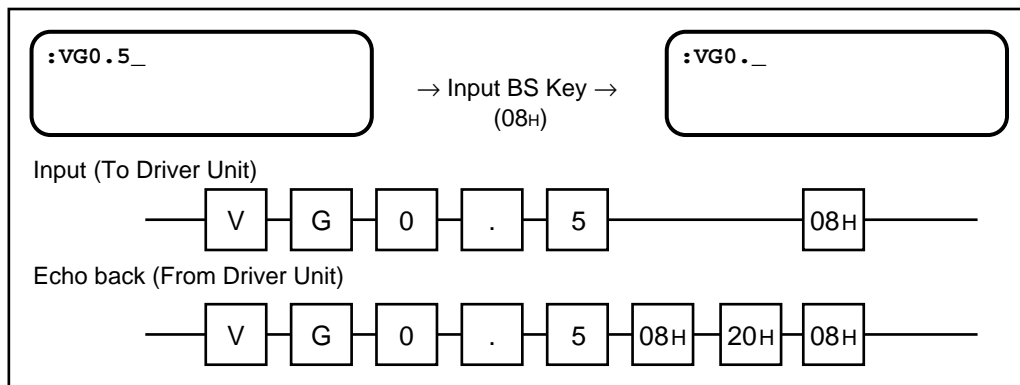 :VG0.5_
→ Input BS Key →
(08H)
:VG0._
Input (To Driver Unit)
V G 0 . 5 08H
Echo back (From Driver Unit)
V G 0 . 5 08H 20H 08H